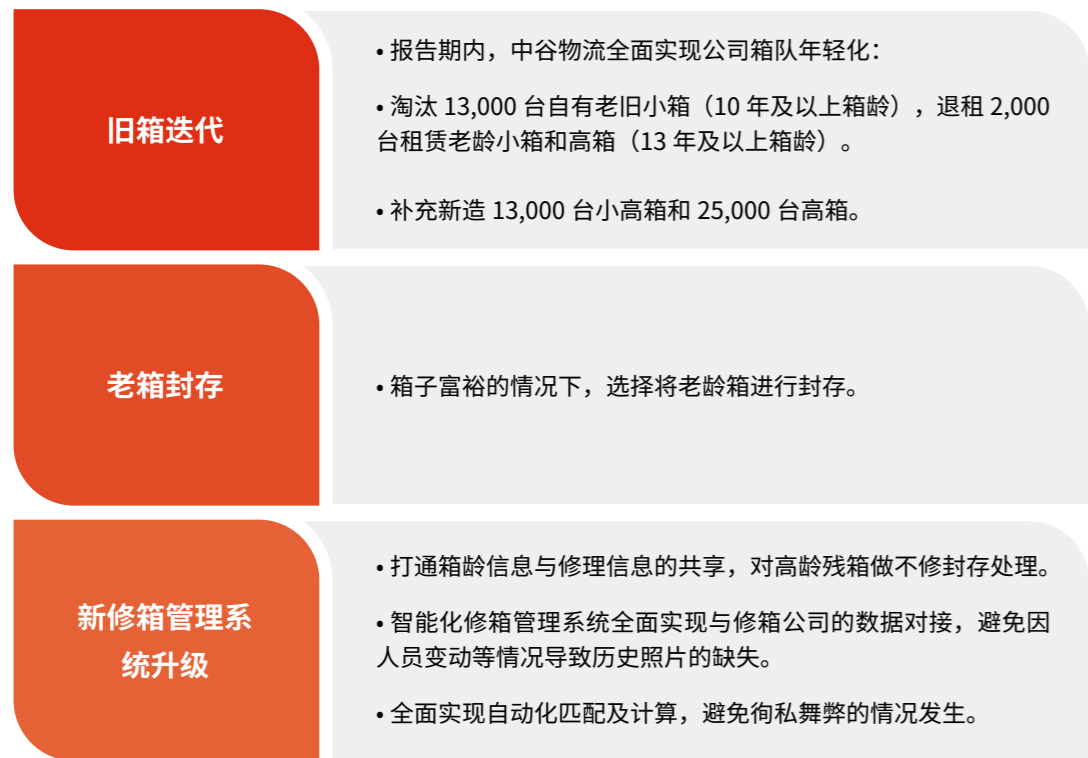 旧箱迭代
• 报告期内，中谷物流全面实现公司箱队年轻化：
• 淘汰 13,000 台自有老旧小箱（10 年及以上箱龄），退租 2,000
台租赁老龄小箱和高箱（13 年及以上箱龄）。
• 补充新造 13,000 台小高箱和 25,000 台高箱。
老箱封存
• 箱子富裕的情况下，选择将老龄箱进行封存。
新修箱管理系
统升级
• 打通箱龄信息与修理信息的共享，对高龄残箱做不修封存处理。
• 智能化修箱管理系统全面实现与修箱公司的数据对接，避免因
人员变动等情况导致历史照片的缺失。
• 全面实现自动化匹配及计算，避免徇私舞弊的情况发生。